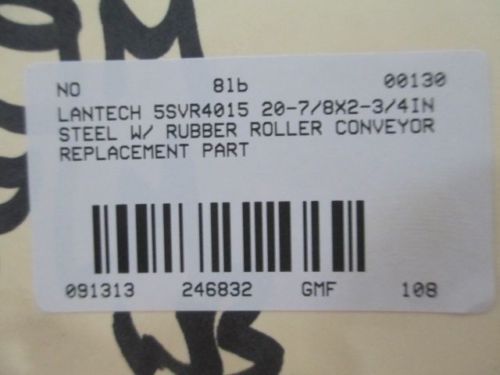 NO 8lb 00130
LANTECH 5SVR4015 20-7/8X2-3/4IN
STEEL W/ RUBBER ROLLER CONVEYOR
REPLACEMENT PART
091313 246832 GMF 108